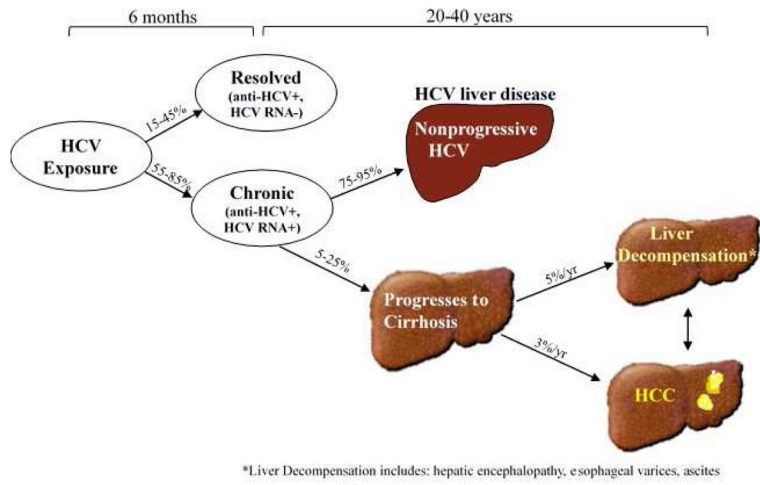 6 months
20-40 years
Resolved
(anti-HCV+,
HCV RNA-)
15-45%
HCV
Exposure
55-85%
Chronic
(anti-HCV+,
HCV RNA+)
HCV liver disease
Nonprogressive
HCV
75-95%
5-25%
Progresses to
Cirrhosis
5%/yr
Liver
Decompensation*
3%/yr
HCC
*Liver Decompensation includes: hepatic encephalopathy, esophageal varices, ascites